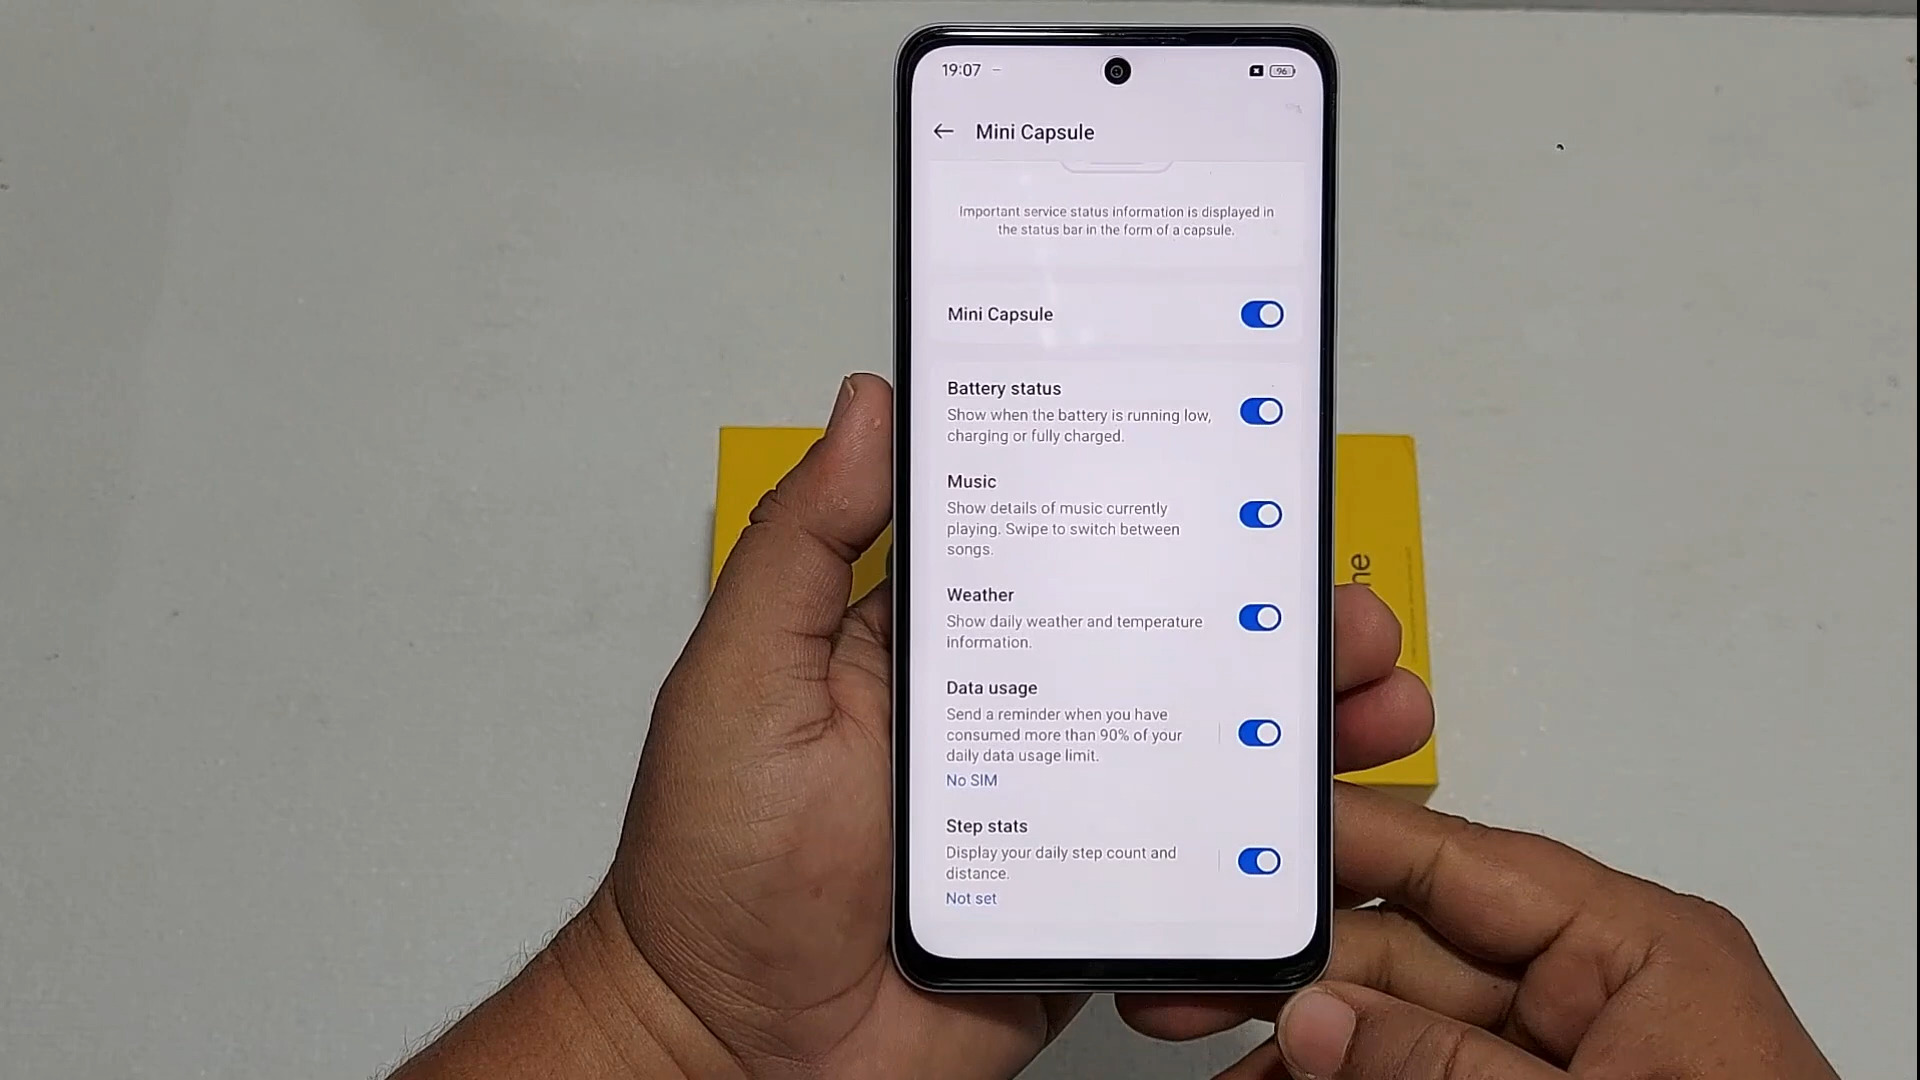 19:07
96
Mini Capsule
Important service status information is displayed in
the status bar in the form of a capsule.
Mini Capsule
Battery status
Show when the battery is running low,
charging or fully charged.
Music
Show details of music currently
playing. Swipe to switch between
songs.
Weather
Show daily weather and temperature
information.
Data usage
Send a reminder when you have
consumed more than 90% of your
daily data usage limit.
No SIM
Step stats
Display your daily step count and
distance.
Not set